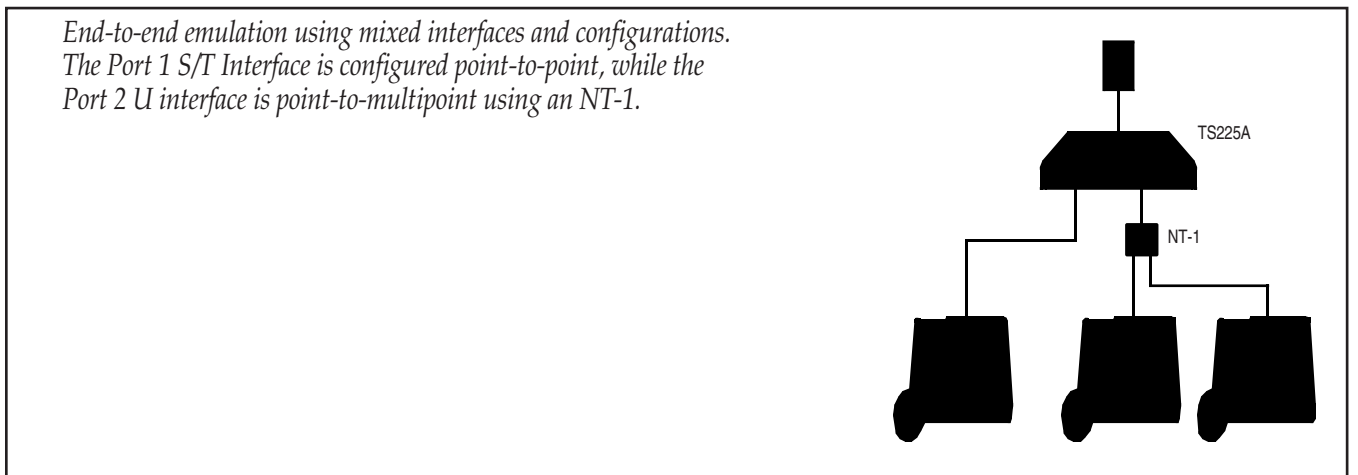 End-to-end emulation using mixed interfaces and configurations.
The Port 1 S/T Interface is configured point-to-point, while the
Port 2 U interface is point-to-multipoint using an NT-1.
TS225A
NT-1